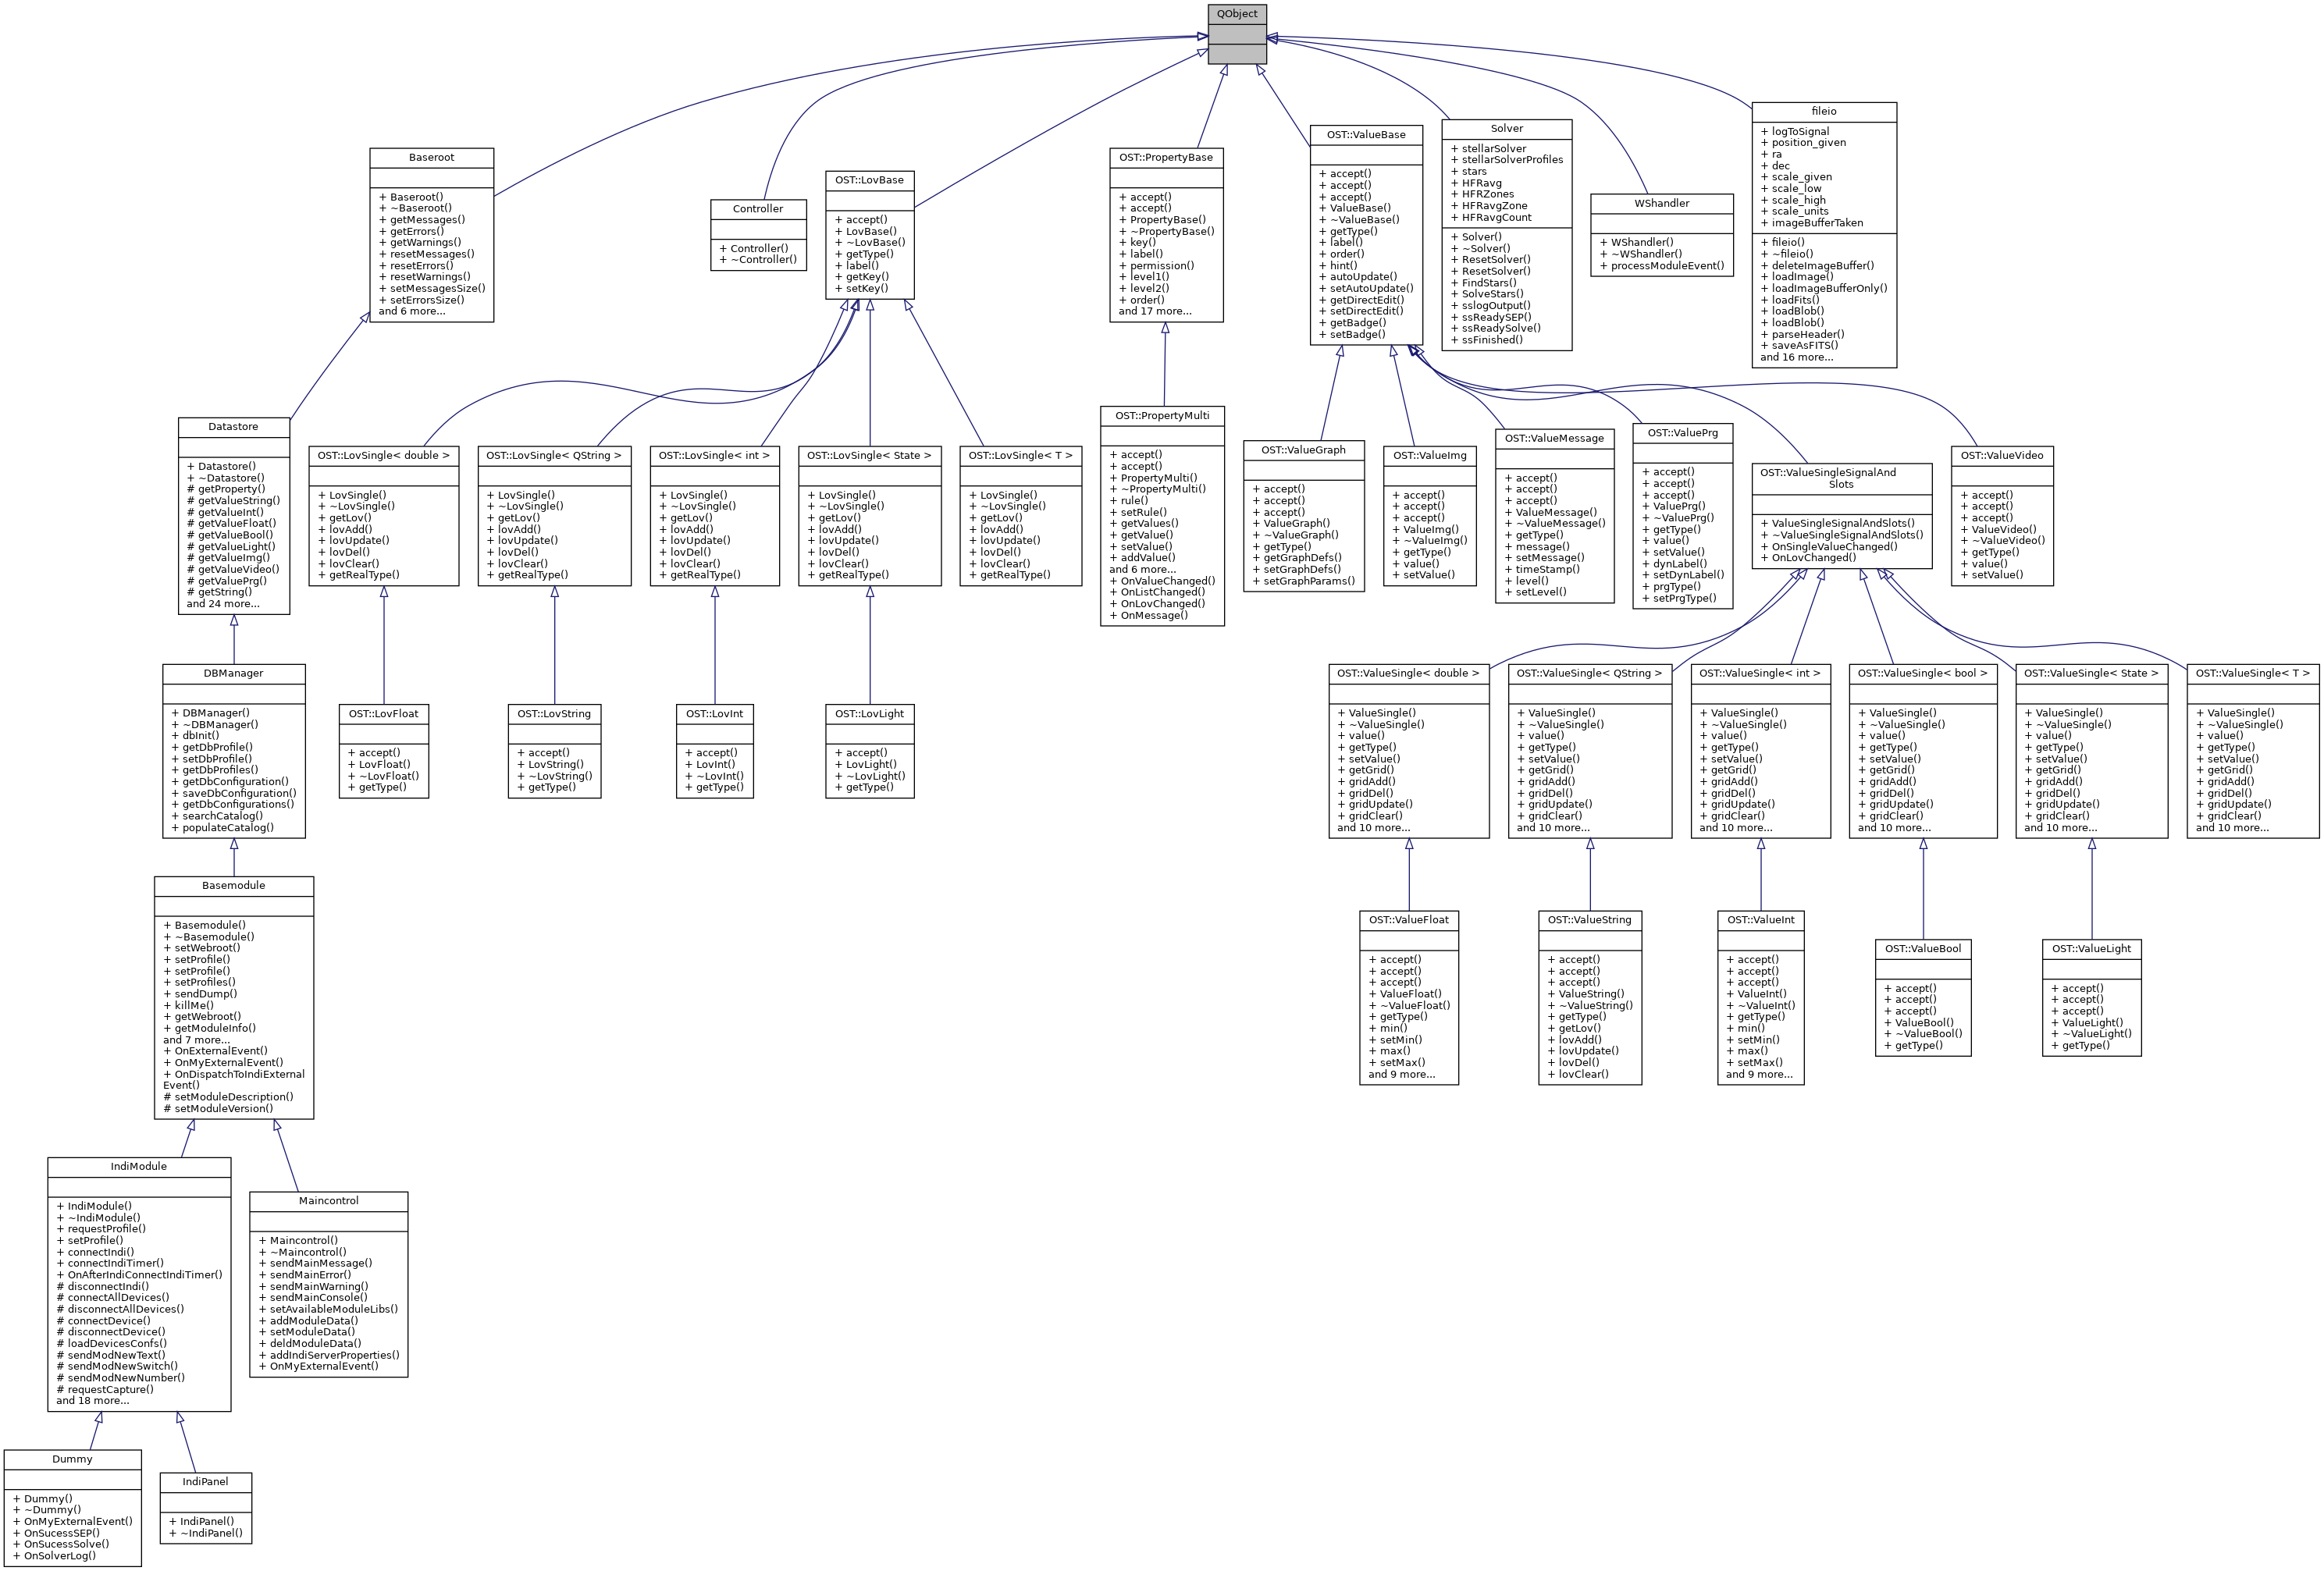 QObject
Baseroot
+ Baseroot()
+ ~Baseroot()
+ getMessages()
+ getErrors()
+ getWarnings()
+ resetMessages()
+ resetErrors()
+ resetWarnings()
+ setMessagesSize()
+ setErrorsSize()
and 6 more...
Controller
+ Controller()
+ ~Controller()
OST::LovBase
+ accept()
+ LovBase()
+ ~LovBase()
+ getType()
+ label()
+ getKey()
+ setKey()
OST::PropertyBase
+ accept()
+ accept()
+ PropertyBase()
+ ~PropertyBase()
+ key()
+ label()
+ permission()
+ level1()
+ level2()
+ order()
and 17 more...
OST::ValueBase
+ accept()
+ accept()
+ accept()
+ ValueBase()
+ ~ValueBase()
+ getType()
+ label()
+ order()
+ hint()
+ autoUpdate()
+ setAutoUpdate()
+ getDirectEdit()
+ setDirectEdit()
+ getBadge()
+ setBadge()
Solver
+ stellarSolver
+ stellarSolverProfiles
+ stars
+ HFRavg
+ HFRZones
+ HFRavgZone
+ HFRavgCount
+ Solver()
+ ~Solver()
+ ResetSolver()
+ ResetSolver()
+ FindStars()
+ SolveStars()
+ sslogOutput()
+ ssReadySEP()
+ ssReadySolve()
+ ssFinished()
WShandler
+ WShandler()
+ ~WShandler()
+ processModuleEvent()
fileio
+ logToSignal
+ position_given
+ ra
+ dec
+ scale_given
+ scale_low
+ scale_high
+ scale_units
+ imageBufferTaken
+ fileio()
+ ~fileio()
+ deleteImageBuffer()
+ loadImage()
+ loadImageBufferOnly()
+ loadFits()
+ loadBlob()
+ loadBlob()
+ parseHeader()
+ saveAsFITS()
and 16 more...
Datastore
+ Datastore()
+ ~Datastore()
# getProperty()
# getValueString()
# getValueInt()
# getValueFloat()
# getValueBool()
# getValueLight()
# getValueImg()
# getValueVideo()
# getValuePrg()
# getString()
and 24 more...
OST::LovSingle< double >
+ LovSingle()
+ ~LovSingle()
+ getLov()
+ lovAdd()
+ lovUpdate()
+ lovDel()
+ lovClear()
+ getRealType()
OST::LovSingle< QString >
+ LovSingle()
+ ~LovSingle()
+ getLov()
+ lovAdd()
+ lovUpdate()
+ lovDel()
+ lovClear()
+ getRealType()
OST::LovSingle< int >
+ LovSingle()
+ ~LovSingle()
+ getLov()
+ lovAdd()
+ lovUpdate()
+ lovDel()
+ lovClear()
+ getRealType()
OST::LovSingle< State >
+ LovSingle()
+ ~LovSingle()
+ getLov()
+ lovAdd()
+ lovUpdate()
+ lovDel()
+ lovClear()
+ getRealType()
OST::LovSingle< T >
+ LovSingle()
+ ~LovSingle()
+ getLov()
+ lovAdd()
+ lovUpdate()
+ lovDel()
+ lovClear()
+ getRealType()
OST::PropertyMulti
+ accept()
+ accept()
+ PropertyMulti()
+ ~PropertyMulti()
+ rule()
+ setRule()
+ getValues()
+ getValue()
+ setValue()
+ addValue()
and 6 more...
+ OnValueChanged()
+ OnListChanged()
+ OnLovChanged()
+ OnMessage()
OST::ValueGraph
+ accept()
+ accept()
+ accept()
+ ValueGraph()
+ ~ValueGraph()
+ getType()
+ getGraphDefs()
+ setGraphDefs()
+ setGraphParams()
OST::ValueImg
+ accept()
+ accept()
+ accept()
+ ValueImg()
+ ~ValueImg()
+ getType()
+ value()
+ setValue()
OST::ValueMessage
+ accept()
+ accept()
+ accept()
+ ValueMessage()
+ ~ValueMessage()
+ getType()
+ message()
+ setMessage()
+ timeStamp()
+ level()
+ setLevel()
OST::ValuePrg
+ accept()
+ accept()
+ accept()
+ ValuePrg()
+ ~ValuePrg()
+ getType()
+ value()
+ setValue()
+ dynLabel()
+ setDynLabel()
+ prgType()
+ setPrgType()
OST::ValueSingleSignalAnd
Slots
+ ValueSingleSignalAndSlots()
+ ~ValueSingleSignalAndSlots()
+ OnSingleValueChanged()
+ OnLovChanged()
OST::ValueVideo
+ accept()
+ accept()
+ accept()
+ ValueVideo()
+ ~ValueVideo()
+ getType()
+ value()
+ setValue()
DBManager
+ DBManager()
+ ~DBManager()
+ dbInit()
+ getDbProfile()
+ setDbProfile()
+ getDbProfiles()
+ getDbConfiguration()
+ saveDbConfiguration()
+ getDbConfigurations()
+ searchCatalog()
+ populateCatalog()
OST::LovFloat
+ accept()
+ LovFloat()
+ ~LovFloat()
+ getType()
OST::LovString
+ accept()
+ LovString()
+ ~LovString()
+ getType()
OST::LovInt
+ accept()
+ LovInt()
+ ~LovInt()
+ getType()
OST::LovLight
+ accept()
+ LovLight()
+ ~LovLight()
+ getType()
OST::ValueSingle< double >
+ ValueSingle()
+ ~ValueSingle()
+ value()
+ getType()
+ setValue()
+ getGrid()
+ gridAdd()
+ gridDel()
+ gridUpdate()
+ gridClear()
and 10 more...
OST::ValueSingle< QString >
+ ValueSingle()
+ ~ValueSingle()
+ value()
+ getType()
+ setValue()
+ getGrid()
+ gridAdd()
+ gridDel()
+ gridUpdate()
+ gridClear()
and 10 more...
OST::ValueSingle< int >
+ ValueSingle()
+ ~ValueSingle()
+ value()
+ getType()
+ setValue()
+ getGrid()
+ gridAdd()
+ gridDel()
+ gridUpdate()
+ gridClear()
and 10 more...
OST::ValueSingle< bool >
+ ValueSingle()
+ ~ValueSingle()
+ value()
+ getType()
+ setValue()
+ getGrid()
+ gridAdd()
+ gridDel()
+ gridUpdate()
+ gridClear()
and 10 more...
OST::ValueSingle< State >
+ ValueSingle()
+ ~ValueSingle()
+ value()
+ getType()
+ setValue()
+ getGrid()
+ gridAdd()
+ gridDel()
+ gridUpdate()
+ gridClear()
and 10 more...
OST::ValueSingle< T >
+ ValueSingle()
+ ~ValueSingle()
+ value()
+ getType()
+ setValue()
+ getGrid()
+ gridAdd()
+ gridDel()
+ gridUpdate()
+ gridClear()
and 10 more...
Basemodule
+ Basemodule()
+ ~Basemodule()
+ setWebroot()
+ setProfile()
+ setProfile()
+ setProfiles()
+ sendDump()
+ killMe()
+ getWebroot()
+ getModuleInfo()
and 7 more...
+ OnExternalEvent()
+ OnMyExternalEvent()
+ OnDispatchToIndiExternal
Event()
# setModuleDescription()
# setModuleVersion()
OST::ValueFloat
+ accept()
+ accept()
+ accept()
+ ValueFloat()
+ ~ValueFloat()
+ getType()
+ min()
+ setMin()
+ max()
+ setMax()
and 9 more...
OST::ValueString
+ accept()
+ accept()
+ accept()
+ ValueString()
+ ~ValueString()
+ getType()
+ getLov()
+ lovAdd()
+ lovUpdate()
+ lovDel()
+ lovClear()
OST::ValueInt
+ accept()
+ accept()
+ accept()
+ ValueInt()
+ ~ValueInt()
+ getType()
+ min()
+ setMin()
+ max()
+ setMax()
and 9 more...
OST::ValueBool
+ accept()
+ accept()
+ accept()
+ ValueBool()
+ ~ValueBool()
+ getType()
OST::ValueLight
+ accept()
+ accept()
+ accept()
+ ValueLight()
+ ~ValueLight()
+ getType()
IndiModule
+ IndiModule()
+ ~IndiModule()
+ requestProfile()
+ setProfile()
+ connectIndi()
+ connectIndiTimer()
+ OnAfterIndiConnectIndiTimer()
# disconnectIndi()
# connectAllDevices()
# disconnectAllDevices()
# connectDevice()
# disconnectDevice()
# loadDevicesConfs()
# sendModNewText()
# sendModNewSwitch()
# sendModNewNumber()
# requestCapture()
and 18 more...
Maincontrol
+ Maincontrol()
+ ~Maincontrol()
+ sendMainMessage()
+ sendMainError()
+ sendMainWarning()
+ sendMainConsole()
+ setAvailableModuleLibs()
+ addModuleData()
+ setModuleData()
+ deldModuleData()
+ addIndiServerProperties()
+ OnMyExternalEvent()
Dummy
+ Dummy()
+ ~Dummy()
+ OnMyExternalEvent()
+ OnSucessSEP()
+ OnSucessSolve()
+ OnSolverLog()
IndiPanel
+ IndiPanel()
+ ~IndiPanel()